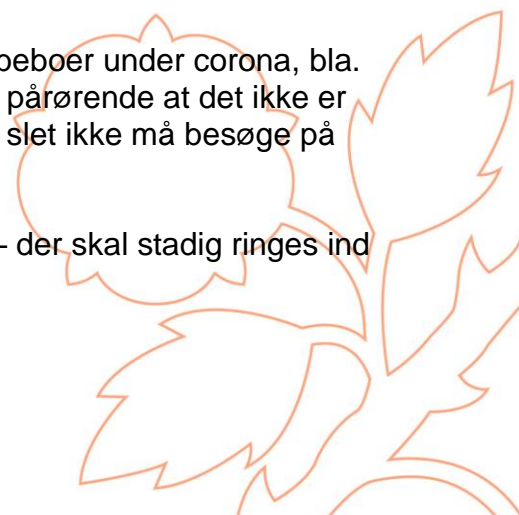 beboer under corona, bla.
pårørende at det ikke er
slet ikke må besøge på
- der skal stadig ringes ind